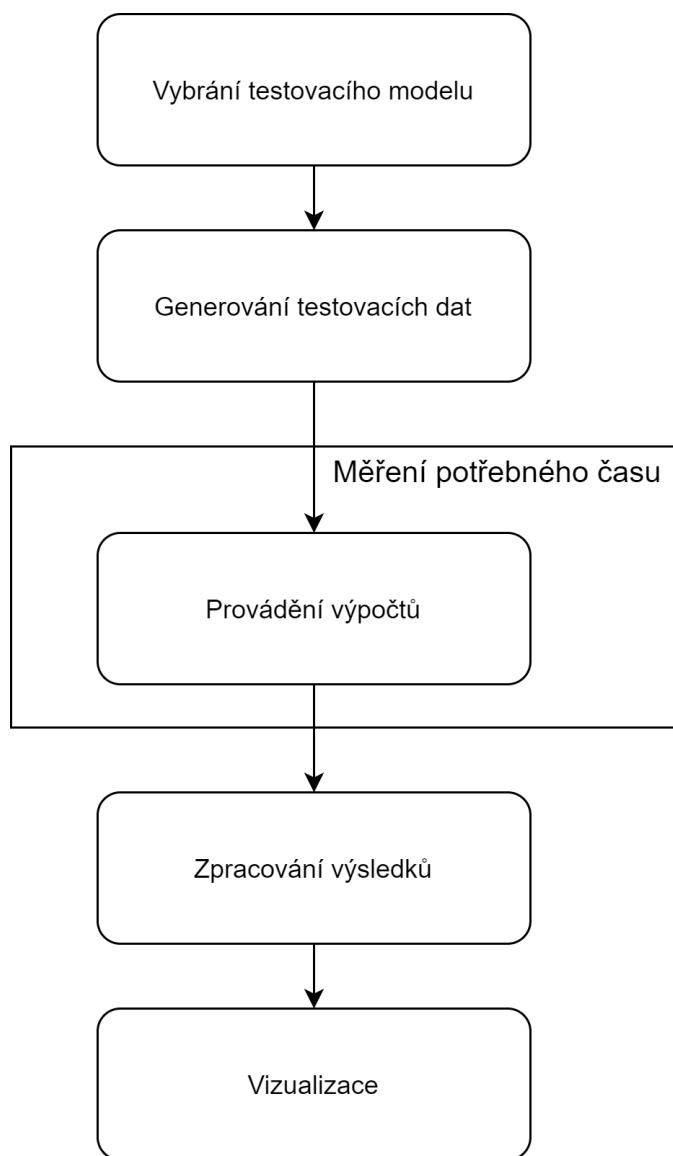 Vybrání testovacího modelu
Generování testovacích dat
Měření potřebného času
Provádění výpočtů
Zpracování výsledků
Vizualizace